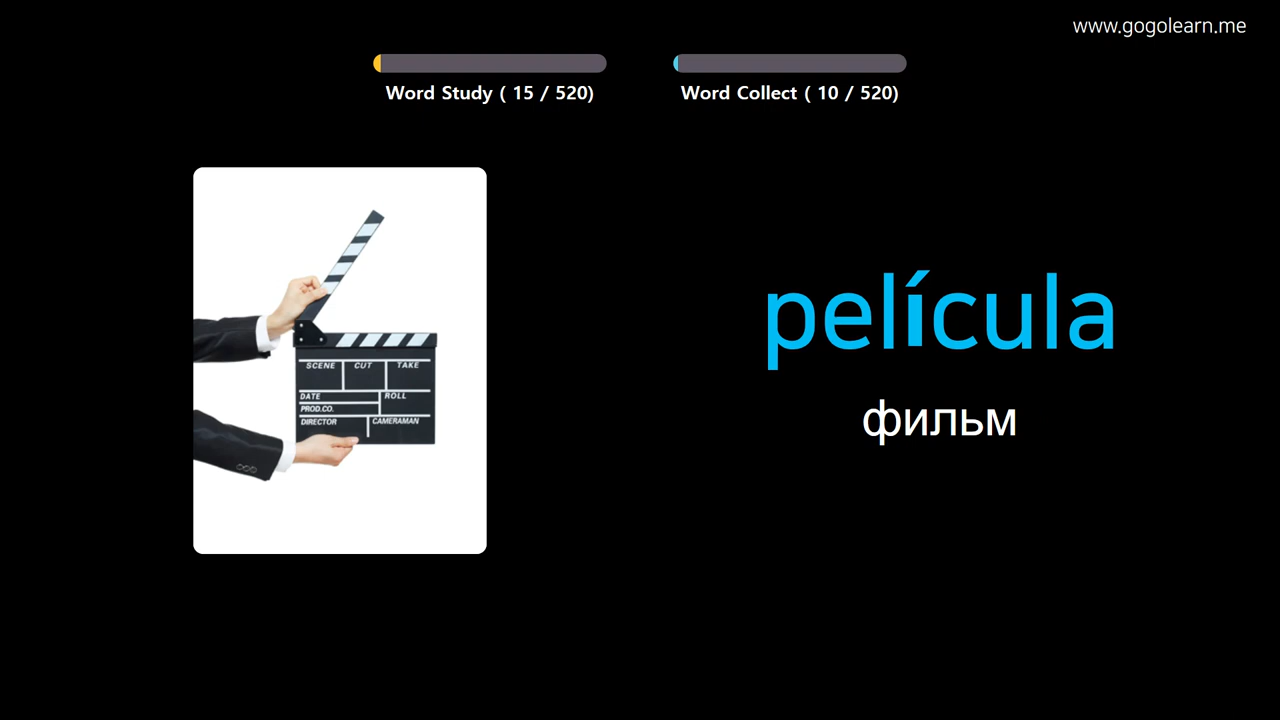 www.gogolearn.me
Word Study ( 15 / 520)
Word Collect ( 10 / 520)
SCENE CUT TAKE
DATE ROLL
PROD.CO.
DIRECTOR CAMERAMAN
película
фильм